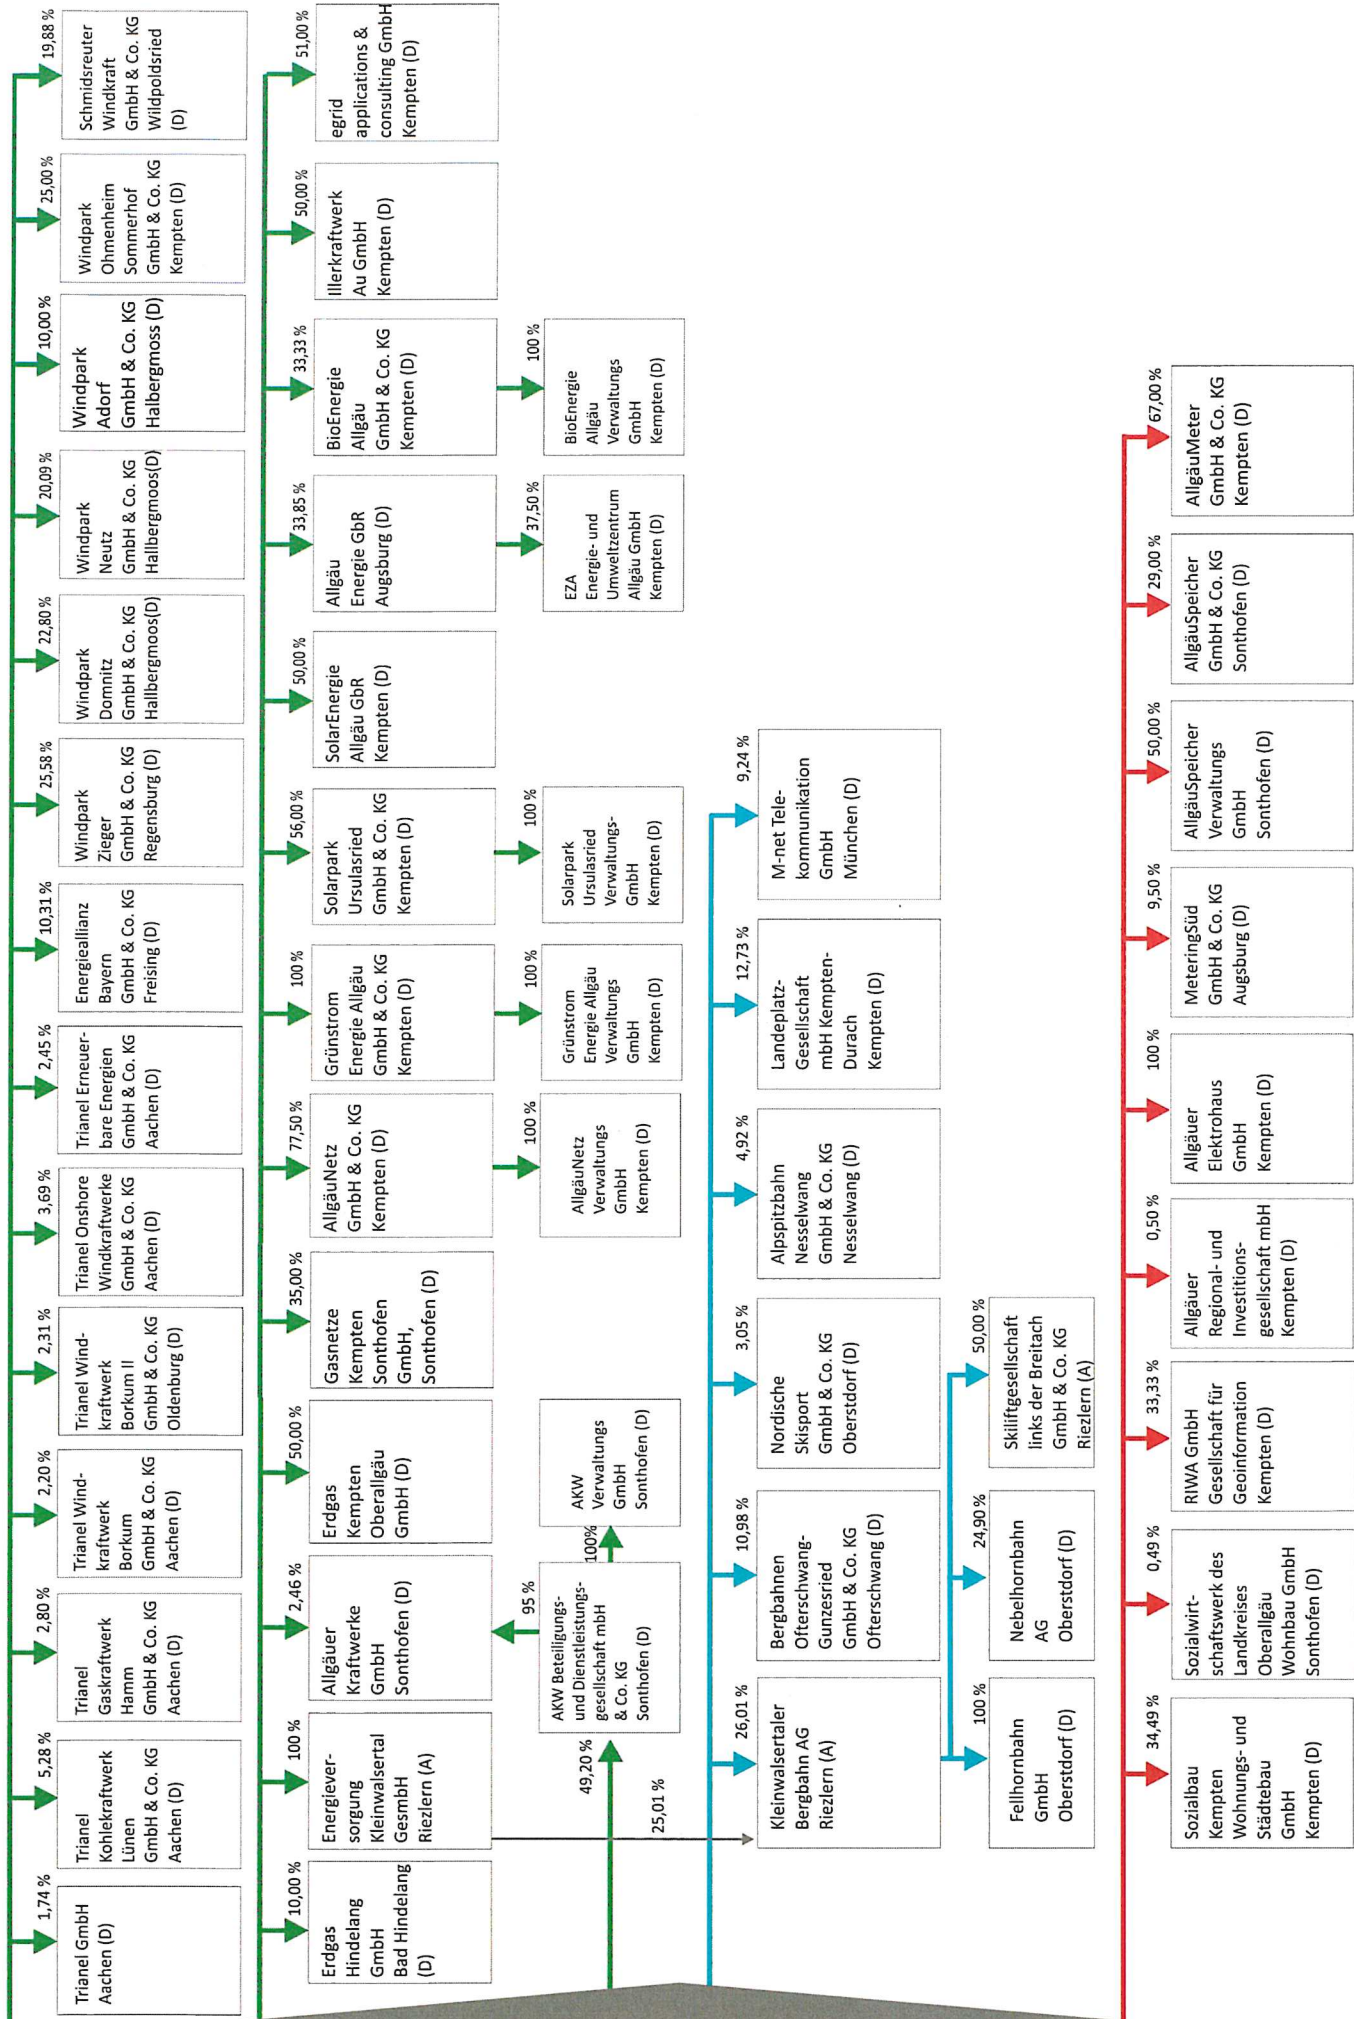 1,74 %
Trianel GmbH
Aachen (D)
5,28 %
Trianel
Kohlekraftwerk
Lünen
GmbH & Co. KG
Aachen (D)
2,80 %
Trianel
Gaskraftwerk
Hamm
GmbH & Co. KG
Aachen (D)
2,20 %
Trianel Wind-
kraftwerk
Borkum
GmbH & Co. KG
Aachen (D)
2,31 %
Trianel Wind-
kraftwerk
Borkum II
GmbH & Co. KG
Oldenburg (D)
3,69 %
Trianel Onshore
Windkraftwerke
GmbH & Co. KG
Aachen (D)
2,45 %
Trianel Erneuer-
bare Energien
GmbH & Co. KG
Aachen (D)
10,31 %
Energieallianz
Bayern
GmbH & Co. KG
Freising (D)
25,58 %
Windpark
Zieger
GmbH & Co. KG
Regensburg (D)
22,80 %
Windpark
Domnitz
GmbH & Co. KG
Hallbergmoos(D)
20,09 %
Windpark
Neutz
GmbH & Co. KG
Hallbergmoos(D)
10,00 %
Windpark
Adorf
GmbH & Co. KG
Halbergmoss (D)
25,00 %
Windpark
Ohmenheim
Sommerhof
GmbH & Co. KG
Kempten (D)
19,88 %
Schmidsreuter
Windkraft
GmbH & Co. KG
Wildpoldsried
(D)
10,00 %
Erdgas
Hindelang
GmbH
Bad Hindelang
(D)
100 %
Energiever-
sorgung
Kleinwalsertal
GesmbH
Riezlern (A)
2,46 %
Allgäuer
Kraftwerke
GmbH
Sonthofen (D)
50,00 %
Erdgas
Kempten
Oberallgäu
GmbH (D)
35,00 %
Gasnetze
Kempten
Sonthofen
GmbH,
Sonthofen (D)
77,50 %
AllgäuNetz
GmbH & Co. KG
Kempten (D)
100 %
Grünstrom
Energie Allgäu
GmbH & Co. KG
Kempten (D)
56,00 %
Solarpark
Ursulasried
GmbH & Co. KG
Kempten (D)
50,00 %
SolarEnergie
Allgäu GbR
Kempten (D)
33,85 %
Allgäu
Energie GbR
Augsburg (D)
33,33 %
BioEnergie
Allgäu
GmbH & Co. KG
Kempten (D)
50,00 %
Illerkraftwerk
Au GmbH
Kempten (D)
51,00 %
egrid
applications &
consulting GmbH
Kempten (D)
49,20 %
95 %
AKW Beteiligungs-
und Dienstleistungs-
gesellschaft mbH
& Co. KG
Sonthofen (D)
100%
AKW
Verwaltungs
GmbH
Sonthofen (D)
100 %
AllgäuNetz
Verwaltungs
GmbH
Kempten (D)
100 %
Grünstrom
Energie Allgäu
Verwaltungs
GmbH
Kempten (D)
100 %
Solarpark
Ursulasried
Verwaltungs-
GmbH
Kempten (D)
37,50 %
EZA
Energie- und
Umweltzentrum
Allgäu GmbH
Kempten (D)
100 %
BioEnergie
Allgäu
Verwaltungs
GmbH
Kempten (D)
25,01 %
26,01 %
Kleinwalsertaler
Bergbahn AG
Riezlern (A)
10,98 %
Bergbahnen
Ofterschwang-
Gunzesried
GmbH & Co. KG
Ofterschwang (D)
3,05 %
Nordische
Skisport
GmbH & Co. KG
Oberstdorf (D)
4,92 %
Alpspitzbahn
Nesselwang
GmbH & Co. KG
Nesselwang (D)
12,73 %
Landeplatz-
Gesellschaft
mbH Kempten-
Durach
Kempten (D)
9,24 %
M-net Tele-
kommunikation
GmbH
München (D)
100 %
Fellhornbahn
GmbH
Oberstdorf (D)
24,90 %
Nebelhornbahn
AG
Oberstdorf (D)
50,00 %
Skiliftgesellschaft
links der Breitach
GmbH & Co. KG
Riezlern (A)
34,49 %
Sozialbau
Kempten
Wohnungs- und
Städtebau
GmbH
Kempten (D)
0,49 %
Sozialwirt-
schaftswerk des
Landkreises
Oberallgäu
Wohnbau GmbH
Sonthofen (D)
33,33 %
RIWA GmbH
Gesellschaft für
Geoinformation
Kempten (D)
0,50 %
Allgäuer
Regional- und
Investitions-
gesellschaft mbH
Kempten (D)
100 %
Allgäuer
Elektrohaus
GmbH
Kempten (D)
9,50 %
MeteringSüd
GmbH & Co. KG
Augsburg (D)
50,00 %
AllgäuSpeicher
Verwaltungs
GmbH
Sonthofen (D)
29,00 %
AllgäuSpeicher
GmbH & Co. KG
Sonthofen (D)
67,00 %
AllgäuMeter
GmbH & Co. KG
Kempten (D)